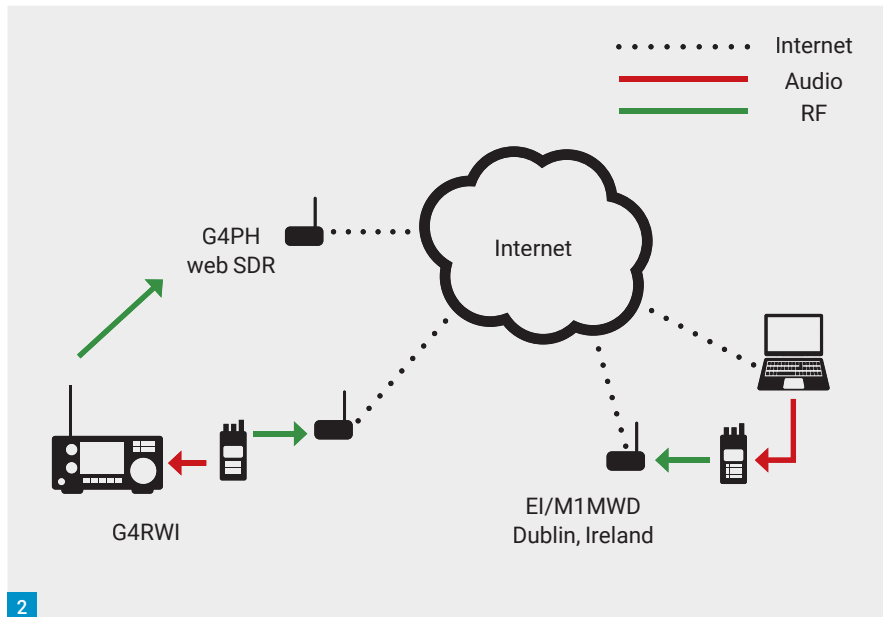 Internet
Audio
RF
G4PH
web SDR
Internet
G4RWI
EI/M1MWD
Dublin, Ireland
2